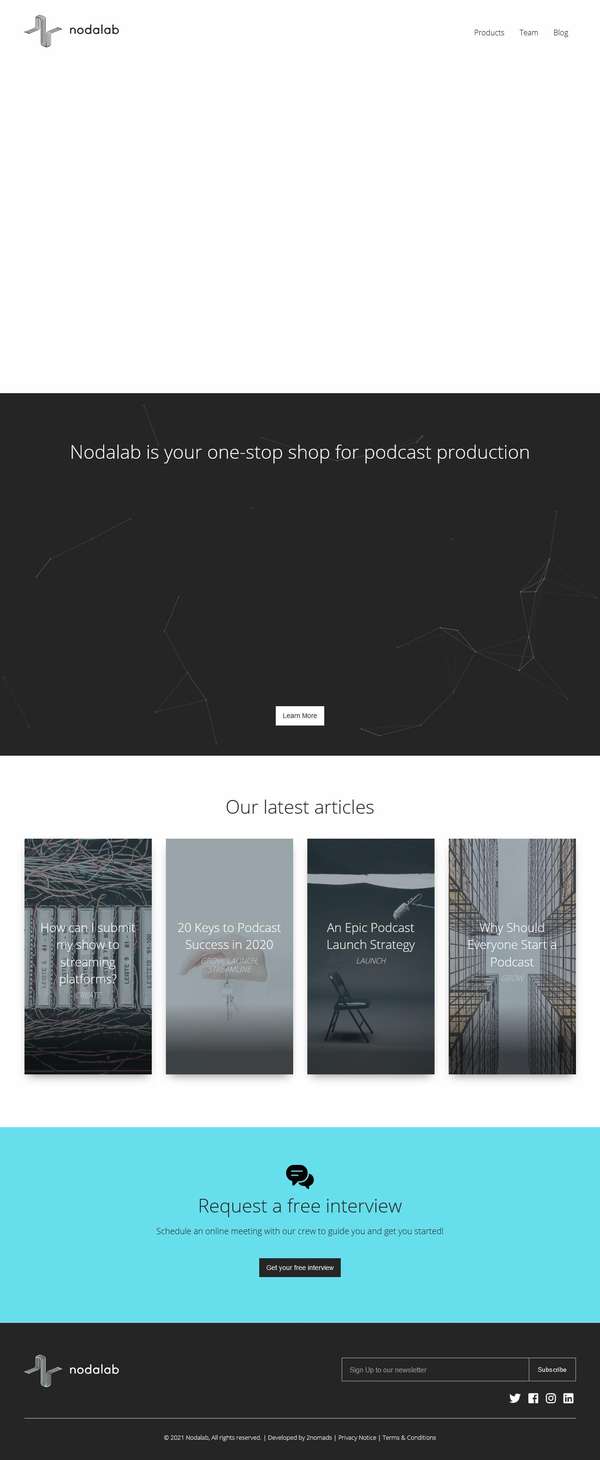 nodalab
Products Team Blog
Nodalab is your one-stop shop for podcast production
Learn More
Our latest articles
How can I submit
my show to
streaming
platforms?
CREATE
20 Keys to Podcast
Success in 2020
GROW, LAUNCH,
STREAMLINE
An Epic Podcast
Launch Strategy
LAUNCH
Why Should
Everyone Start a
Podcast
GROW
Request a free interview
Schedule an online meeting with our crew to guide you and get you started!
Get your free interview
nodalab
Sign Up to our newsletter Subscribe
© 2021 Nodalab, All rights reserved. | Developed by 2nomads | Privacy Notice | Terms & Conditions